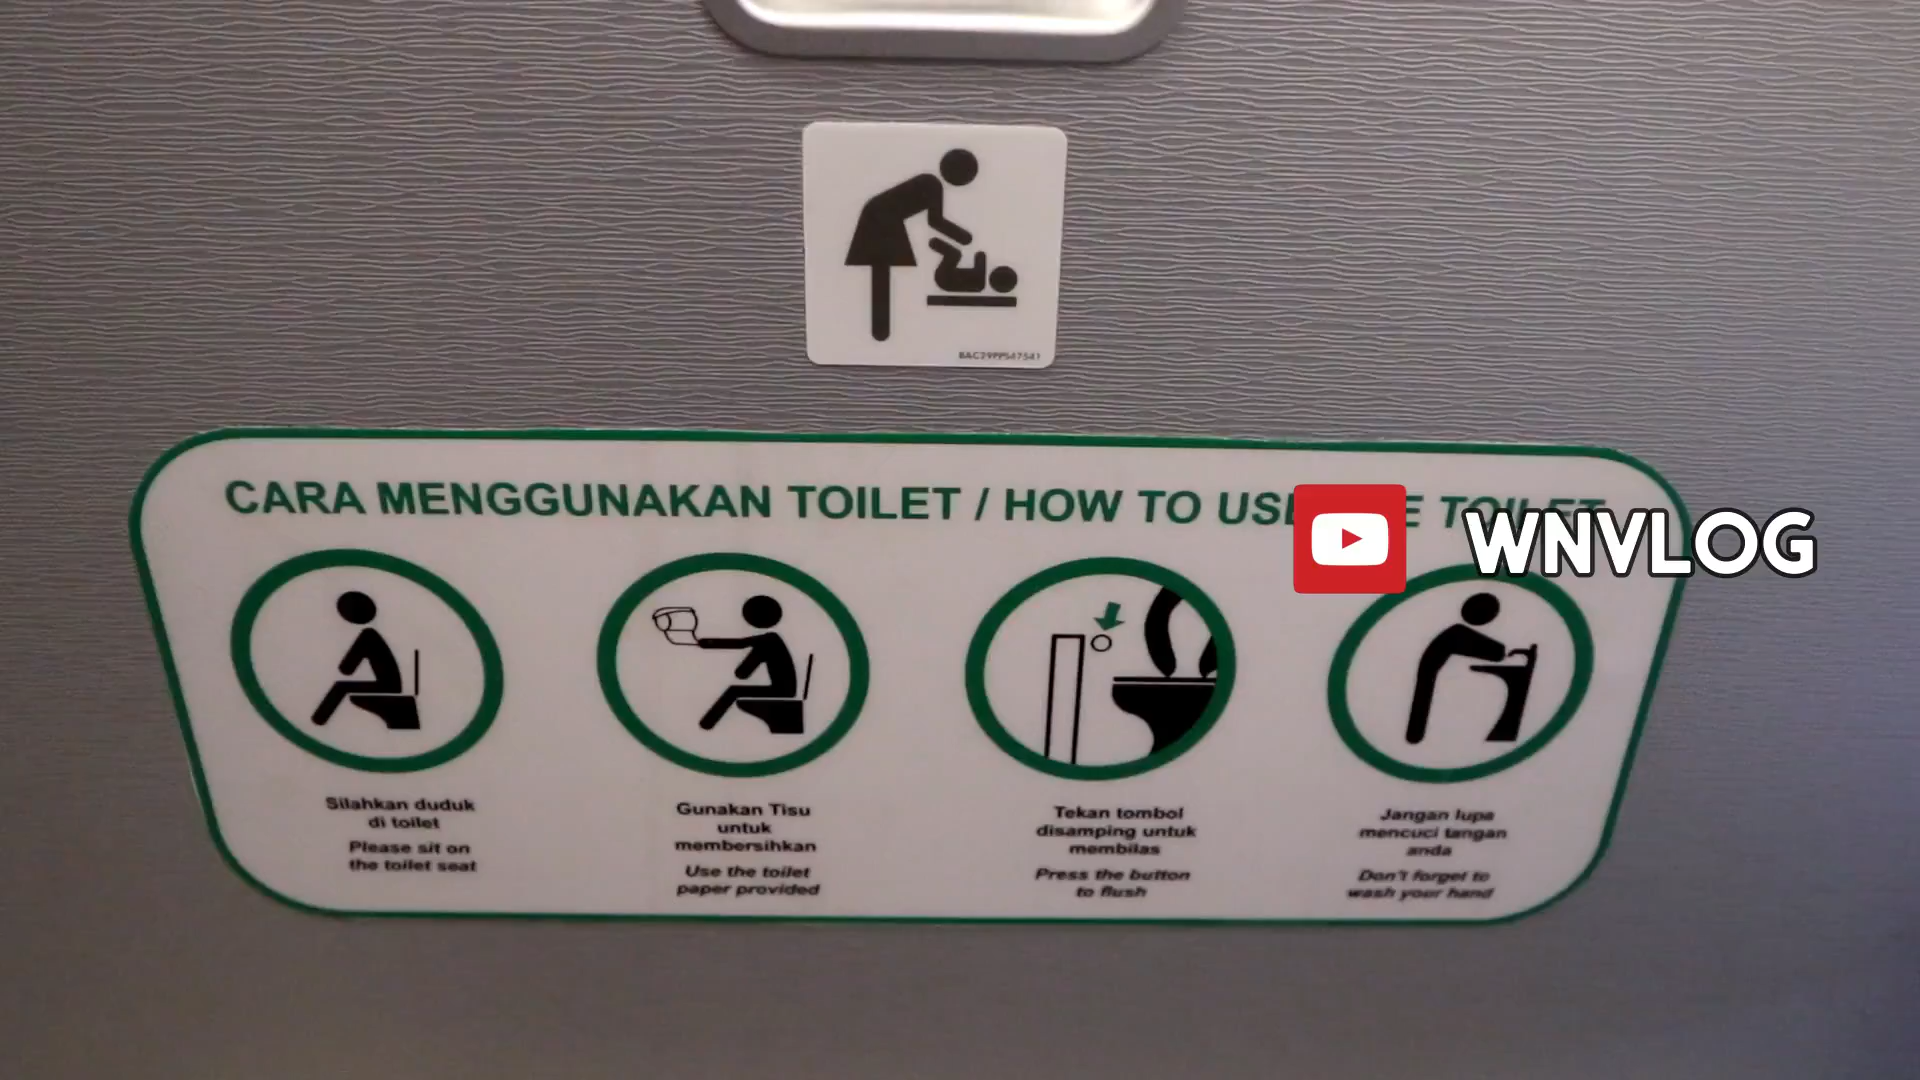 BAC29PPS47541
CARA MENGGUNAKAN TOILET / HOW TO USE TOILET
WNVLOG
Silahkan duduk
di toilet
Please sit on
the toilet seat
Gunakan Tisu
untuk
membersihkan
Use the toilet
paper provided
Tekan tombol
disamping untuk
membilas
Press the button
to flush
Jangan lupa
mencuci tangan
anda
Don't forget to
wash your hand